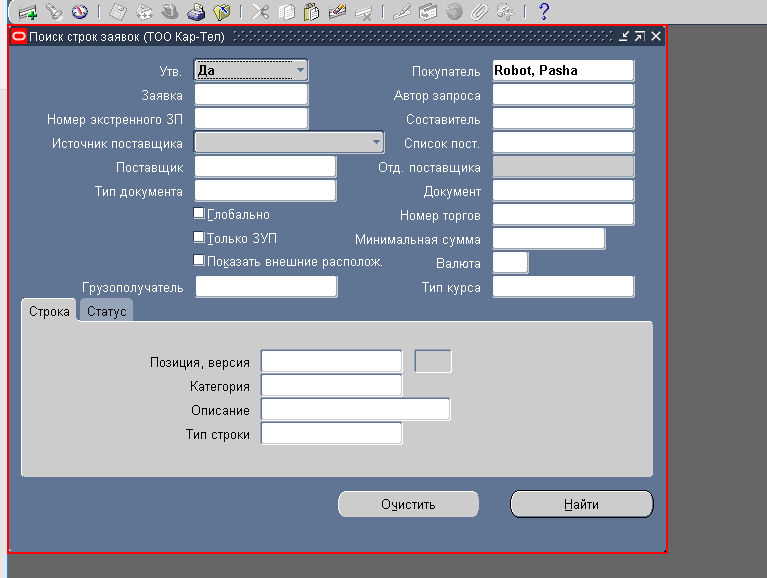 ?
Поиск строк заявок (ТОО Кар-Тел)
Утв. Да Покупатель Robot, Pasha
Заявка Автор запроса
Номер экстренного ЗП Составитель
Источник поставщика Список пост.
Поставщик Отд. поставщика
Тип документа Документ
Глобально Номер торгов
Только ЗУП Минимальная сумма
Показать внешние располож. Валюта
Грузополучатель Тип курса
Строка Статус
Позиция, версия
Категория
Описание
Тип строки
Очистить Найти